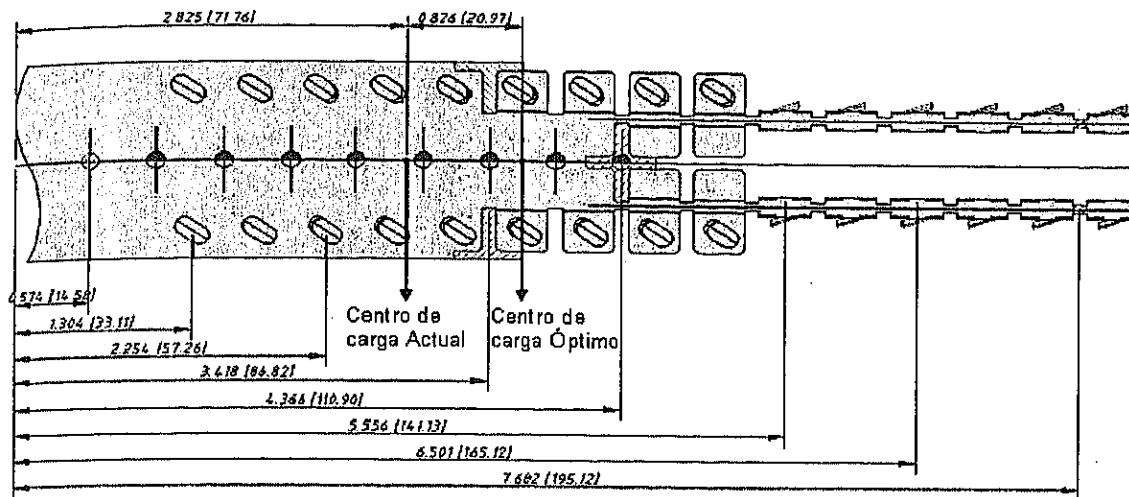 2.825 [71.76]
0.826 [20.97]
0.574 [14.58]
1.304 [33.11]
2.254 [57.26]
3.418 [86.82]
4.366 [110.90]
5.556 [141.13]
6.501 [165.12]
7.682 [195.12]
Centro de
carga Actual
Centro de
carga Óptimo